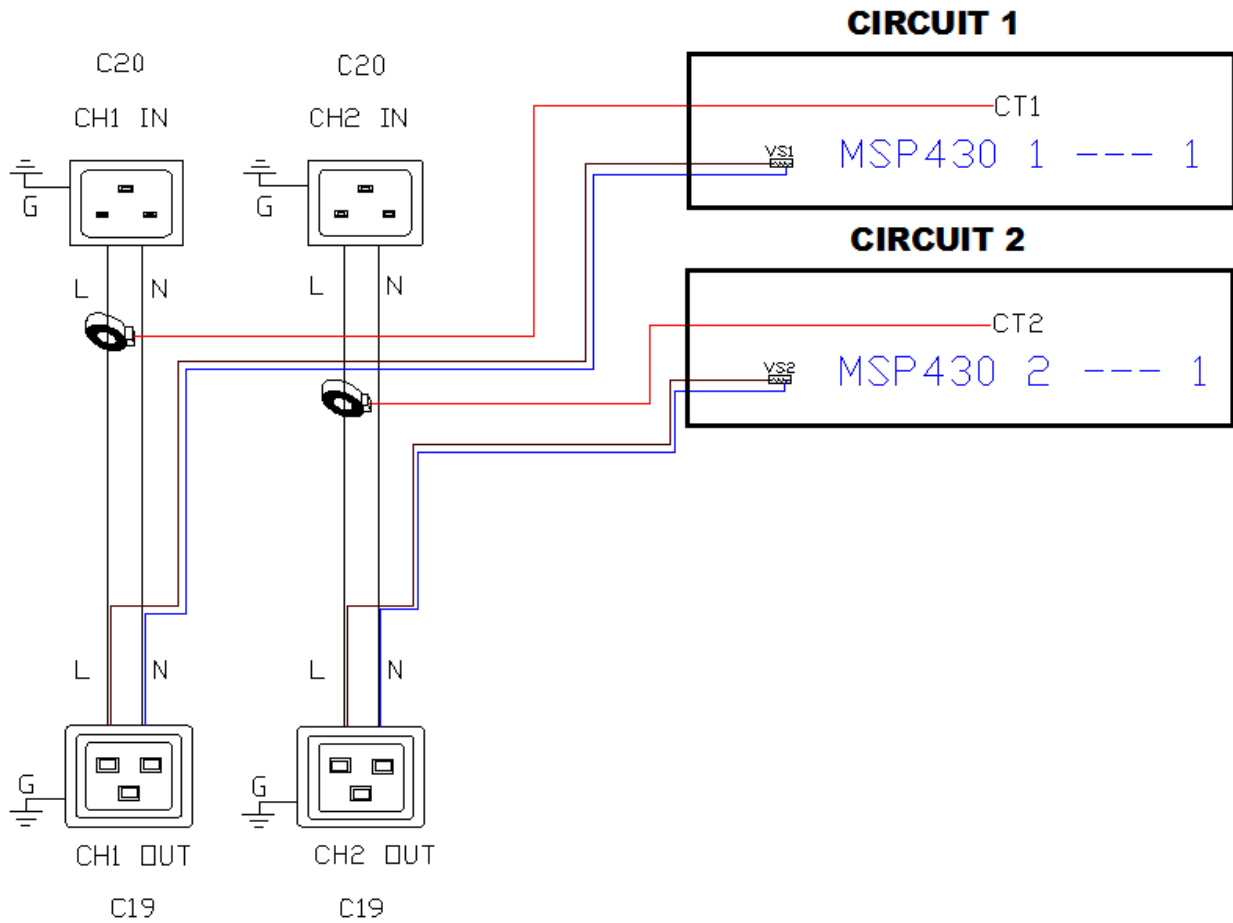 CIRCUIT 1
C20
C20
CH1 IN
CH2 IN
CT1
VS1
MSP430 1 --- 1
G
G
CIRCUIT 2
L
N
L
N
CT2
VS2
MSP430 2 --- 1
L
N
L
N
G
G
CH1 OUT
CH2 OUT
C19
C19